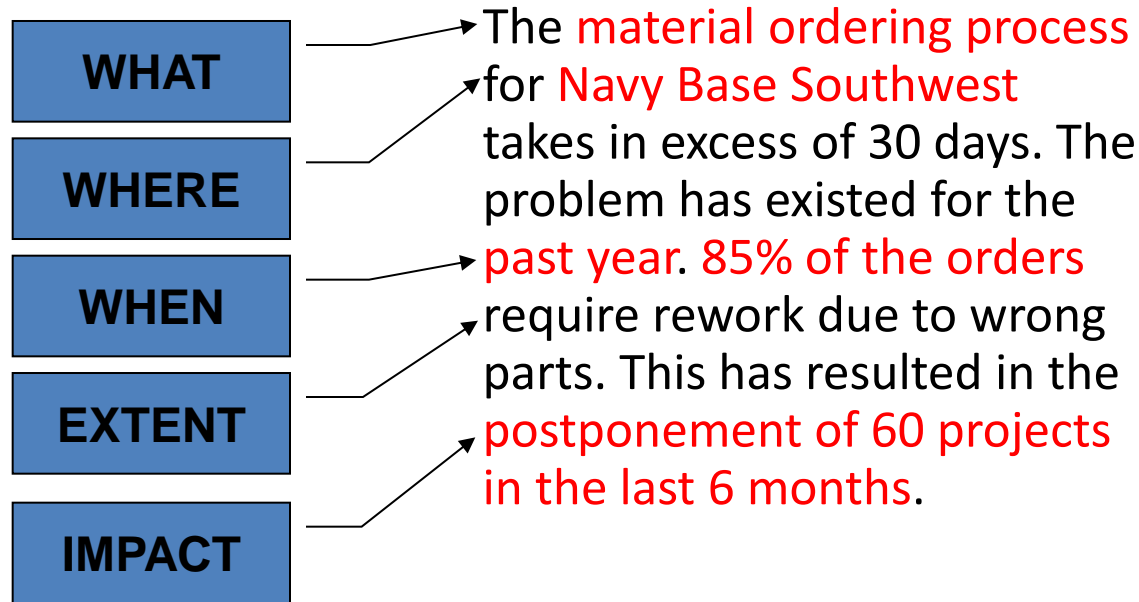 WHAT
WHERE
WHEN
EXTENT
IMPACT
The material ordering process
for Navy Base Southwest
takes in excess of 30 days. The
problem has existed for the
past year. 85% of the orders
require rework due to wrong
parts. This has resulted in the
postponement of 60 projects
in the last 6 months.